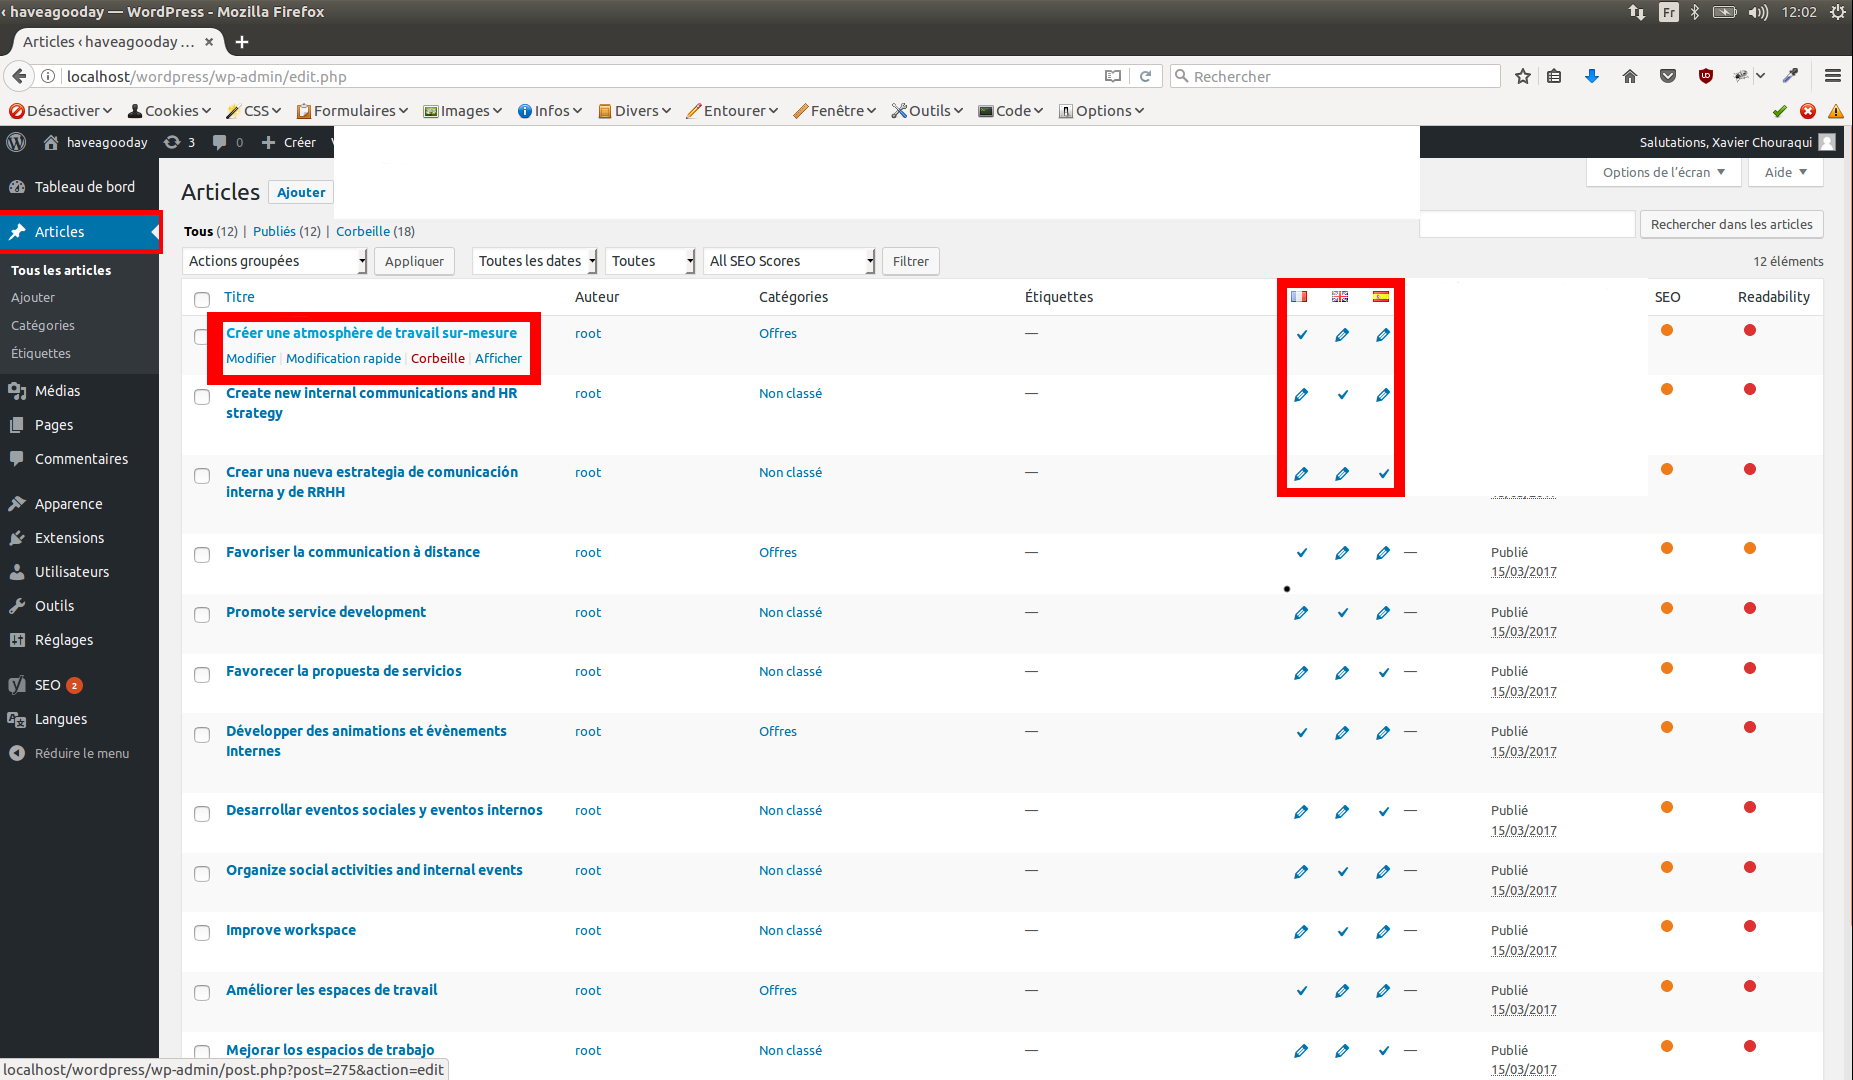 ‹ haveagooday — WordPress - Mozilla Firefox
Fr
12:02
Articles ‹ haveagooday ... × +
localhost/wordpress/wp-admin/edit.php
Rechercher
Désactiver Cookies CSS Formulaires Images Infos Divers Entourer Fenêtre Outils Code Options
haveagooday 3 0 + Créer
Salutations, Xavier Chouraqui
Options de l'écran ▼
Aide ▼
Tableau de bord
Articles
Tous les articles
Ajouter
Catégories
Étiquettes
Médias
Pages
Commentaires
Apparence
Extensions
Utilisateurs
Outils
Réglages
SEO 2
Langues
Réduire le menu
Articles Ajouter
Tous (12) | Publiés (12) | Corbeille (18)
Rechercher dans les articles
Actions groupées Appliquer Toutes les dates Toutes All SEO Scores Filtrer
12 éléments
Titre Auteur Catégories Étiquettes SEO Readability
Créer une atmosphère de travail sur-mesure root Offres —
Modifier | Modification rapide | Corbeille | Afficher
Create new internal communications and HR root Non classé —
strategy
Crear una nueva estrategia de comunicación root Non classé —
interna y de RRHH
Favoriser la communication à distance root Offres — — Publié
15/03/2017
Promote service development root Non classé — — Publié
15/03/2017
Favorecer la propuesta de servicios root Non classé — — Publié
15/03/2017
Développer des animations et évènements root Offres — — Publié
Internes 15/03/2017
Desarrollar eventos sociales y eventos internos root Non classé — — Publié
15/03/2017
Organize social activities and internal events root Non classé — — Publié
15/03/2017
Improve workspace root Non classé — — Publié
15/03/2017
Améliorer les espaces de travail root Offres — — Publié
15/03/2017
Mejorar los espacios de trabajo root Non classé — — Publié
15/03/2017
localhost/wordpress/wp-admin/post.php?post=275&action=edit